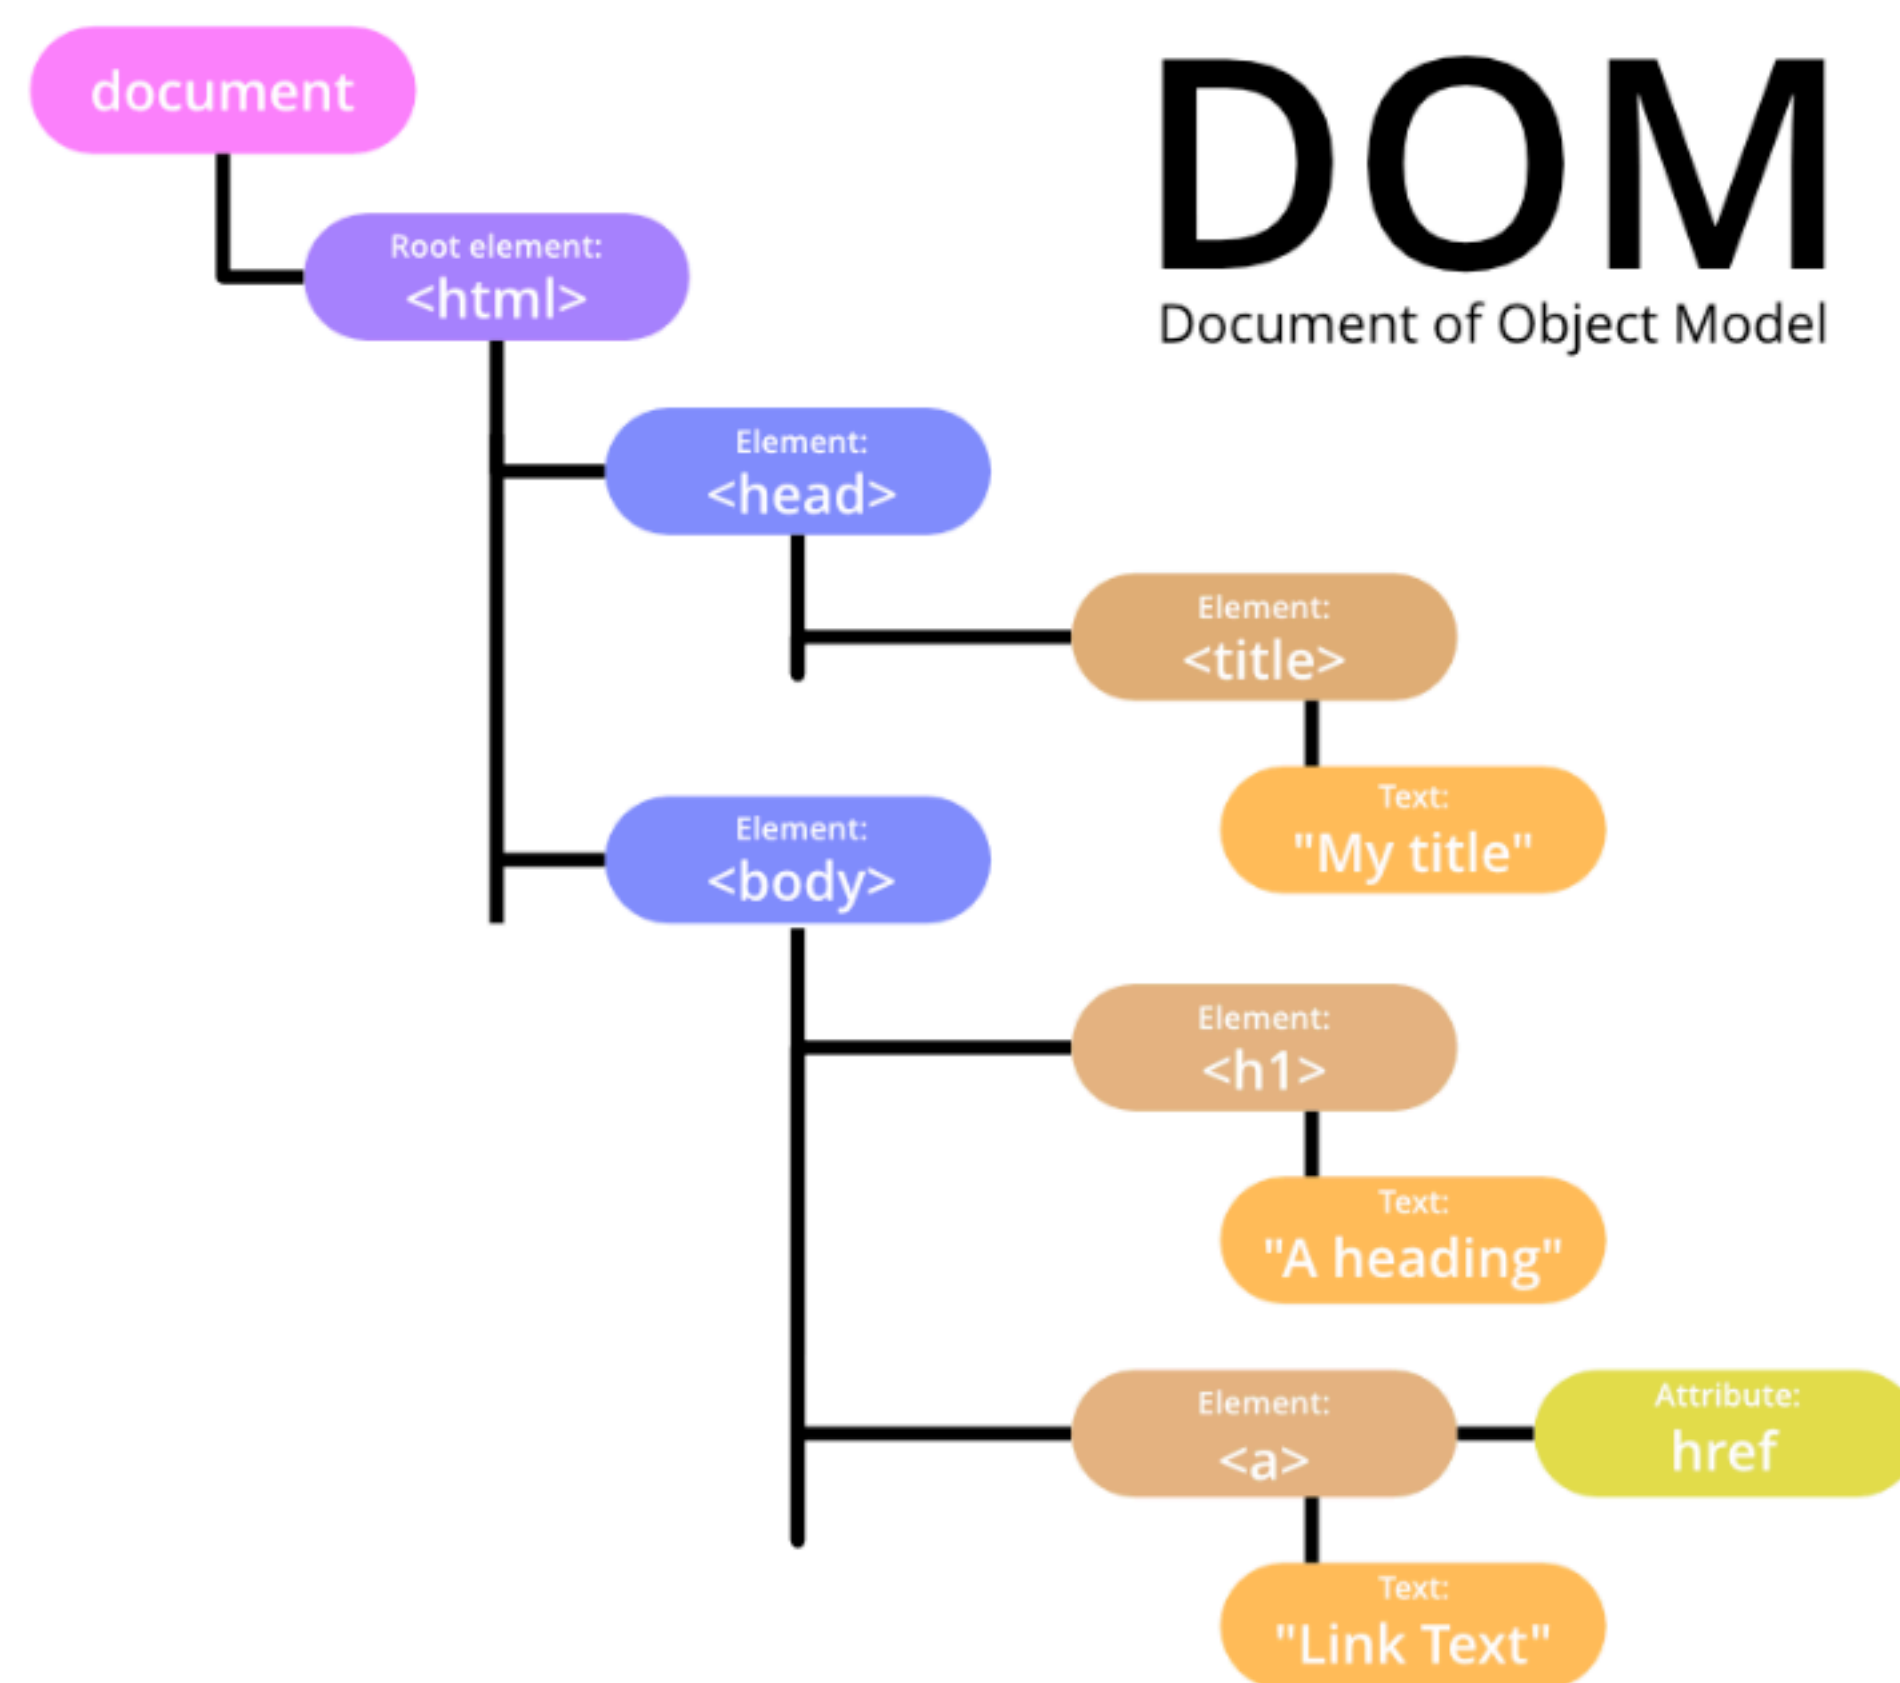 document
DOM
Document of Object Model
Root element:
<html>
Element:
<head>
Element:
<title>
Text:
"My title"
Element:
<body>
Element:
<h1>
Text:
"A heading"
Element:
<a>
Attribute:
href
Text:
"Link Text"